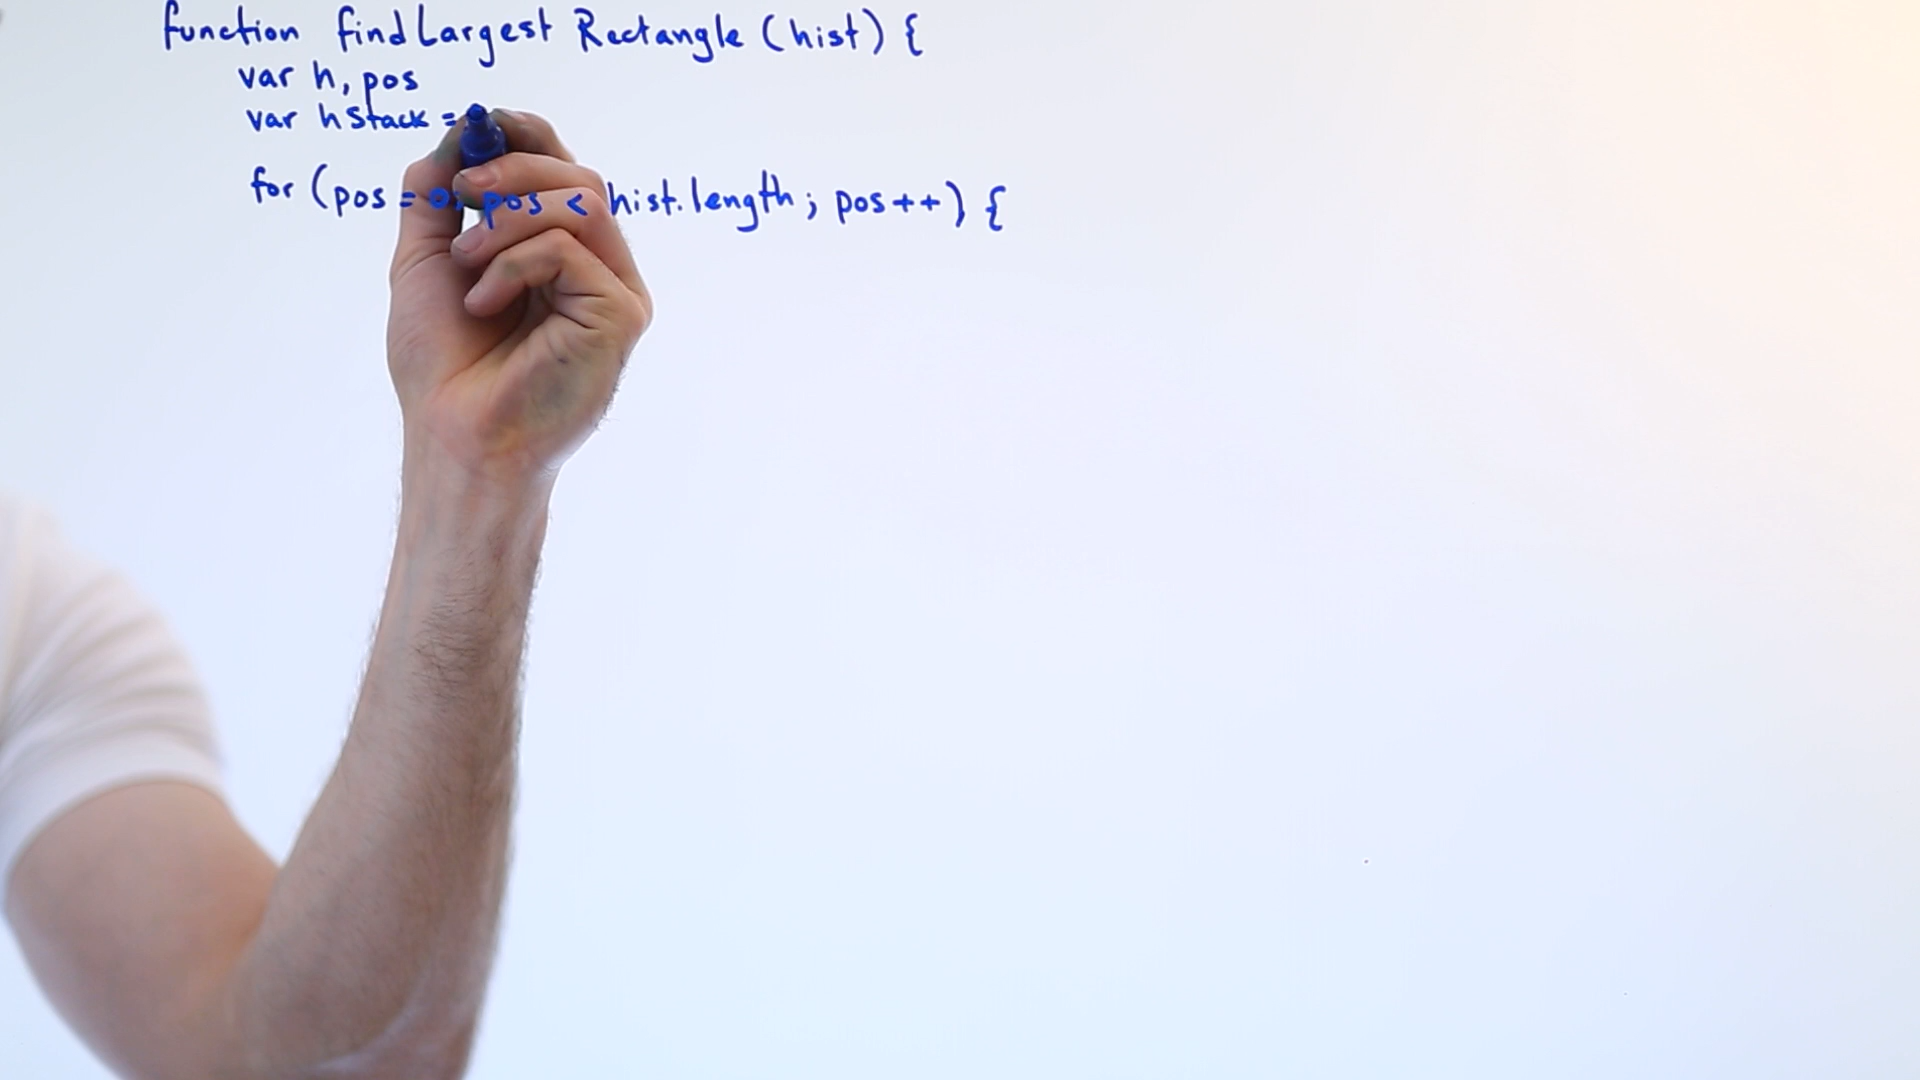 function findLargestRectangle (hist) {
var h, pos
var hStack =
for (pos = 0; pos < hist.length; pos++) {